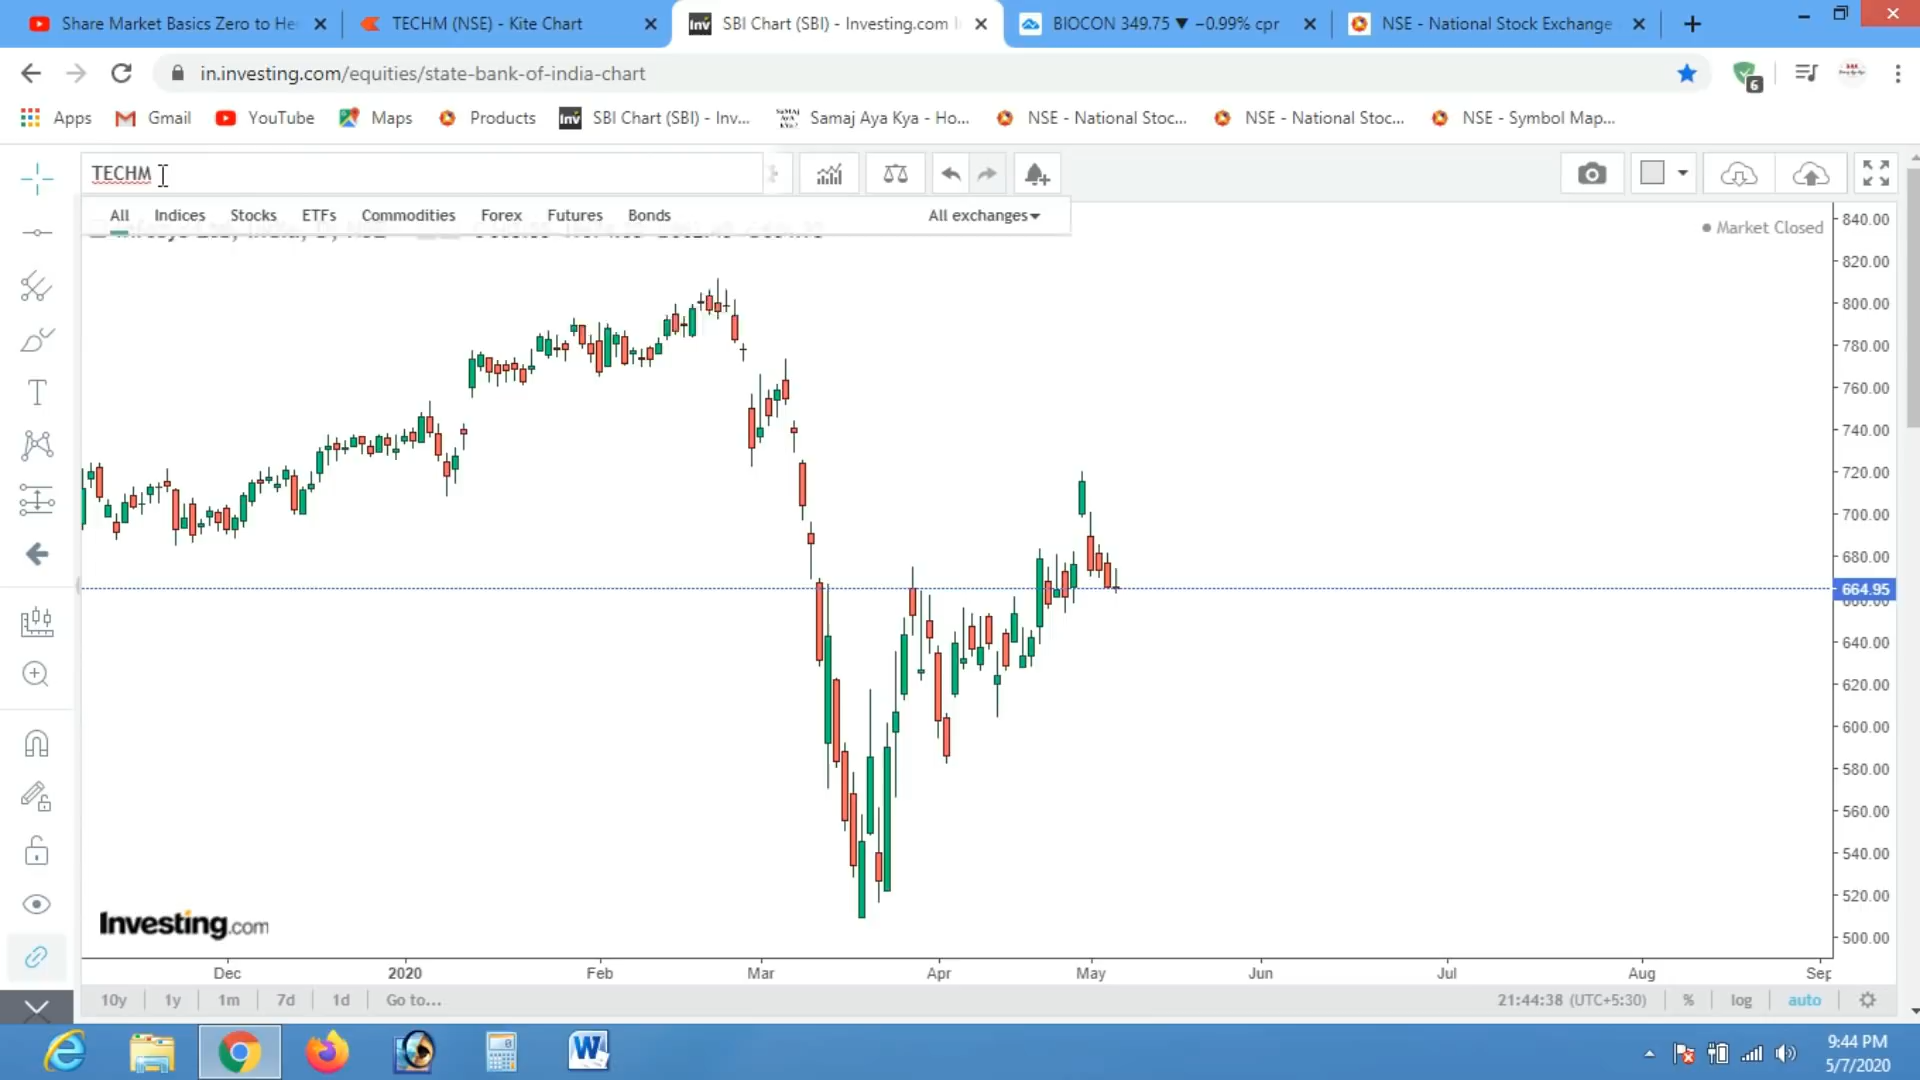 Share Market Basics Zero to He
TECHM (NSE) - Kite Chart
Inv SBI Chart (SBI) - Investing.com I
BIOCON 349.75 ▼ −0.99% cpr
NSE - National Stock Exchange
in.investing.com/equities/state-bank-of-india-chart
6
Apps Gmail YouTube Maps Products Inv SBI Chart (SBI) - Inv... Samaj Aya Kya - Ho... NSE - National Stoc... NSE - National Stoc... NSE - Symbol Map...
TECHM
All Indices Stocks ETFs Commodities Forex Futures Bonds All exchanges
Market Closed
840.00
820.00
800.00
780.00
760.00
740.00
720.00
700.00
680.00
664.95
660.00
640.00
620.00
600.00
580.00
560.00
540.00
520.00
500.00
Investing.com
Dec 2020 Feb Mar Apr May Jun Jul Aug Sep
10y 1y 1m 7d 1d Go to... 21:44:38 (UTC+5:30) % log auto
9:44 PM
5/7/2020